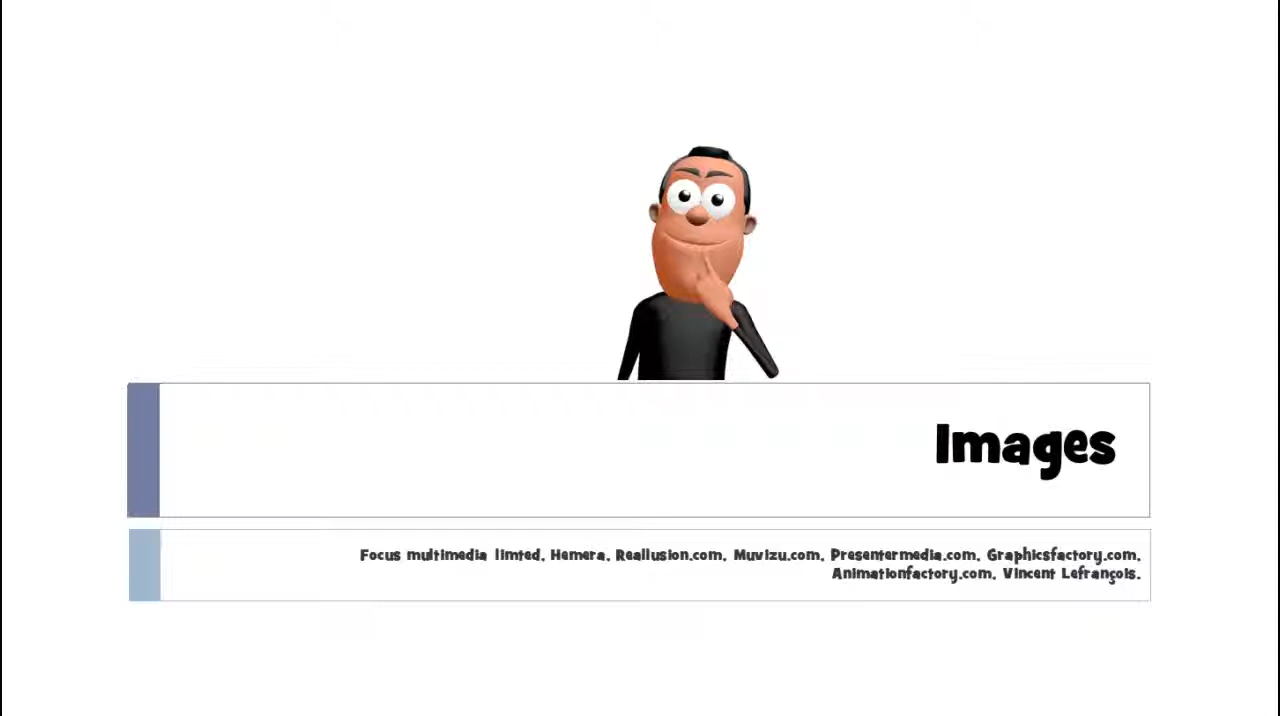 Images
Focus multimedia limted, Hemera, Reallusion.com, Muvizu.com, Presentermedia.com, Graphicsfactory.com,
Animationfactory.com, Vincent Lefrançois.